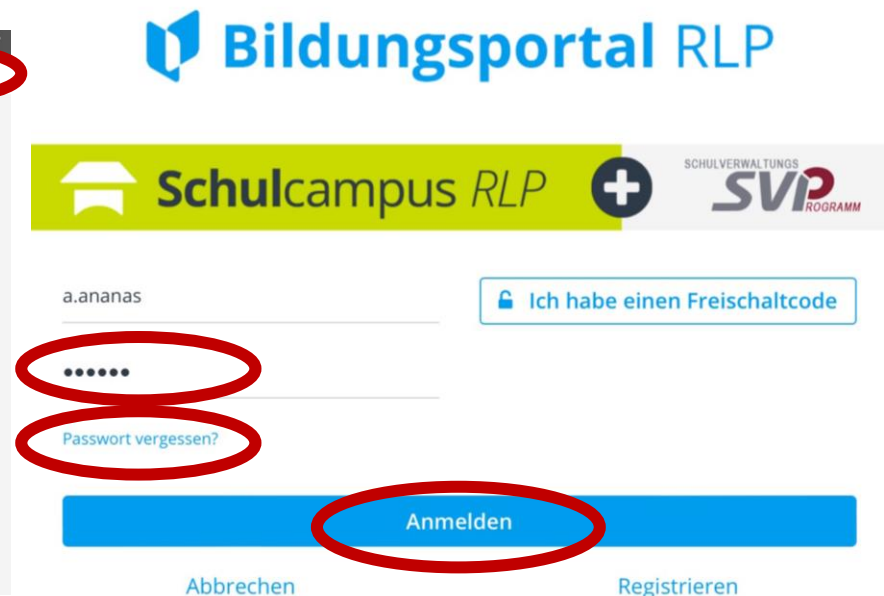 Bildungsportal RLP
Schulcampus RLP
SCHULVERWALTUNGS
SVP
ROGRAMM
a.ananas
Ich habe einen Freischaltcode
••••••
Passwort vergessen?
Anmelden
Abbrechen Registrieren